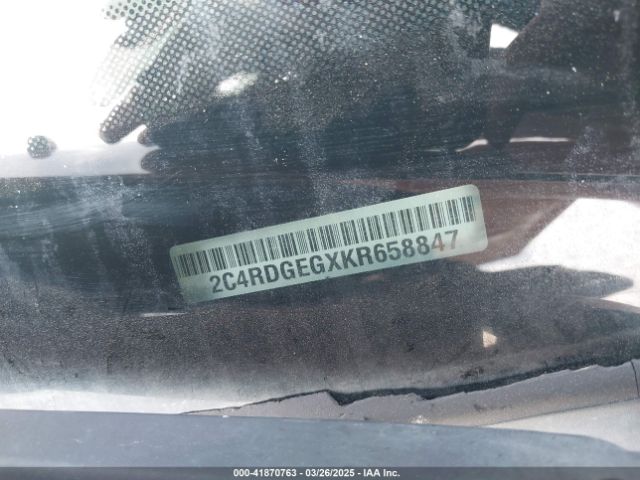 2C4RDGEGXKR658847
000-41870763 • 03/26/2025 • IAA Inc.